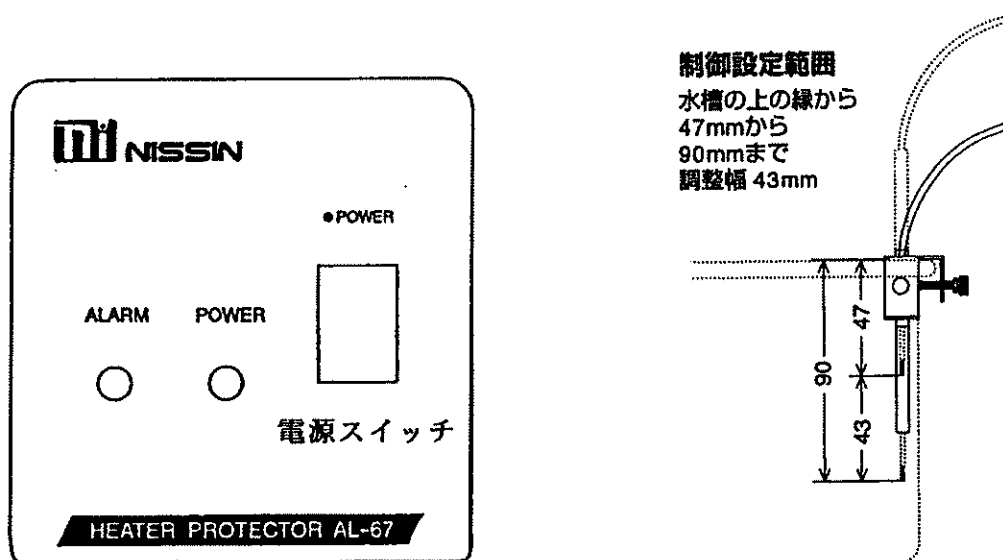 NISSIN
●POWER
ALARM
POWER
電源スイッチ
HEATER PROTECTOR AL-67
制御設定範囲
水槽の上の縁から
47mmから
90mmまで
調整幅 43mm
90
47
43